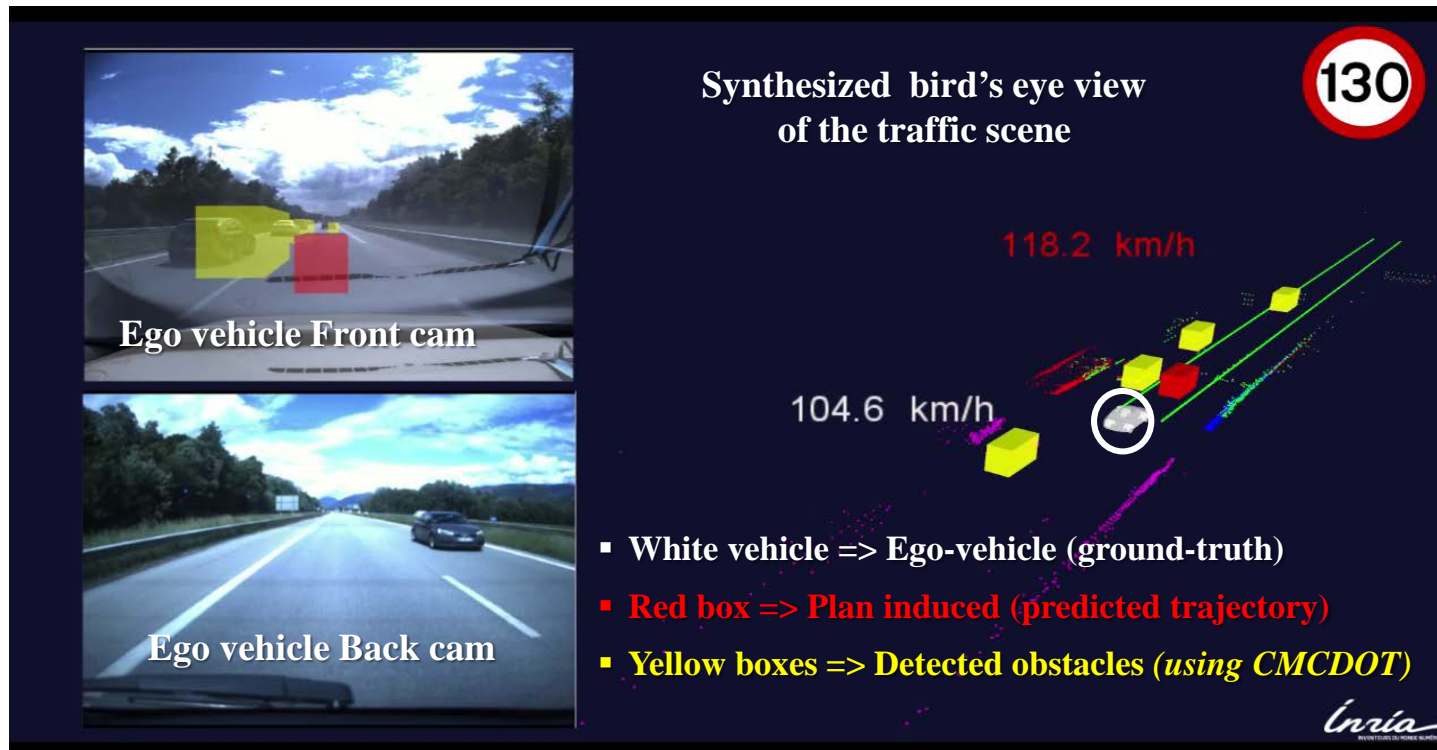 Synthesized bird's eye view
of the traffic scene
130
118.2 km/h
Ego vehicle Front cam
104.6 km/h
▪ White vehicle => Ego-vehicle (ground-truth)
▪ Red box => Plan induced (predicted trajectory)
Ego vehicle Back cam
▪ Yellow boxes => Detected obstacles (using CMCDOT)
Inria